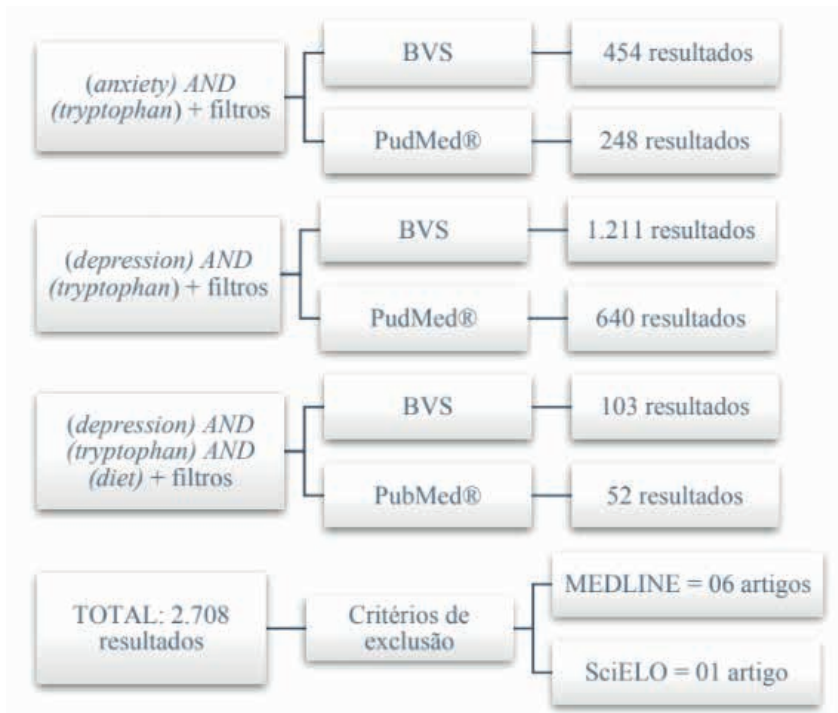 (anxiety) AND
(tryptophan) + filtros
BVS
454 resultados
PudMed®
248 resultados
(depression) AND
(tryptophan) + filtros
BVS
1.211 resultados
PudMed®
640 resultados
(depression) AND
(tryptophan) AND
(diet) + filtros
BVS
103 resultados
PubMed®
52 resultados
TOTAL: 2.708
resultados
Critérios de
exclusão
MEDLINE = 06 artigos
SciELO = 01 artigo